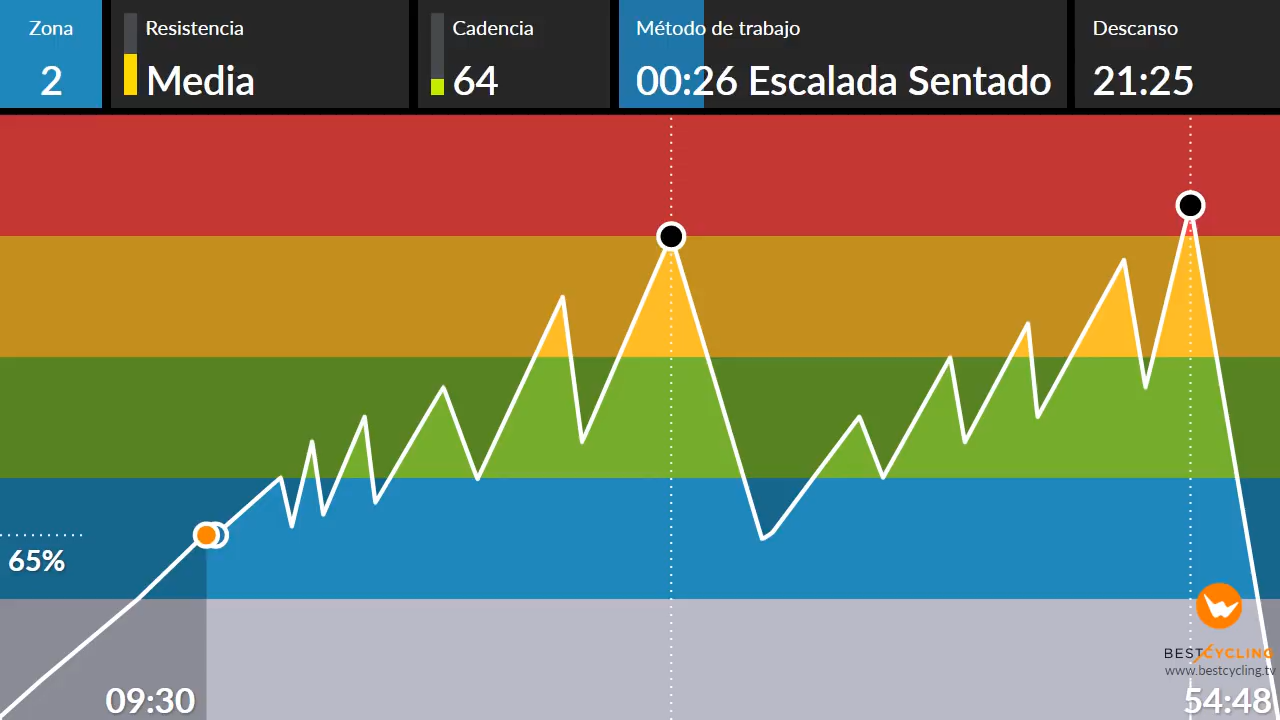 Zona
2
Resistencia
Media
Cadencia
64
Método de trabajo
00:26 Escalada Sentado
Descanso
21:25
65%
09:30
BESTCYCLING
www.bestcycling.tv
54:48